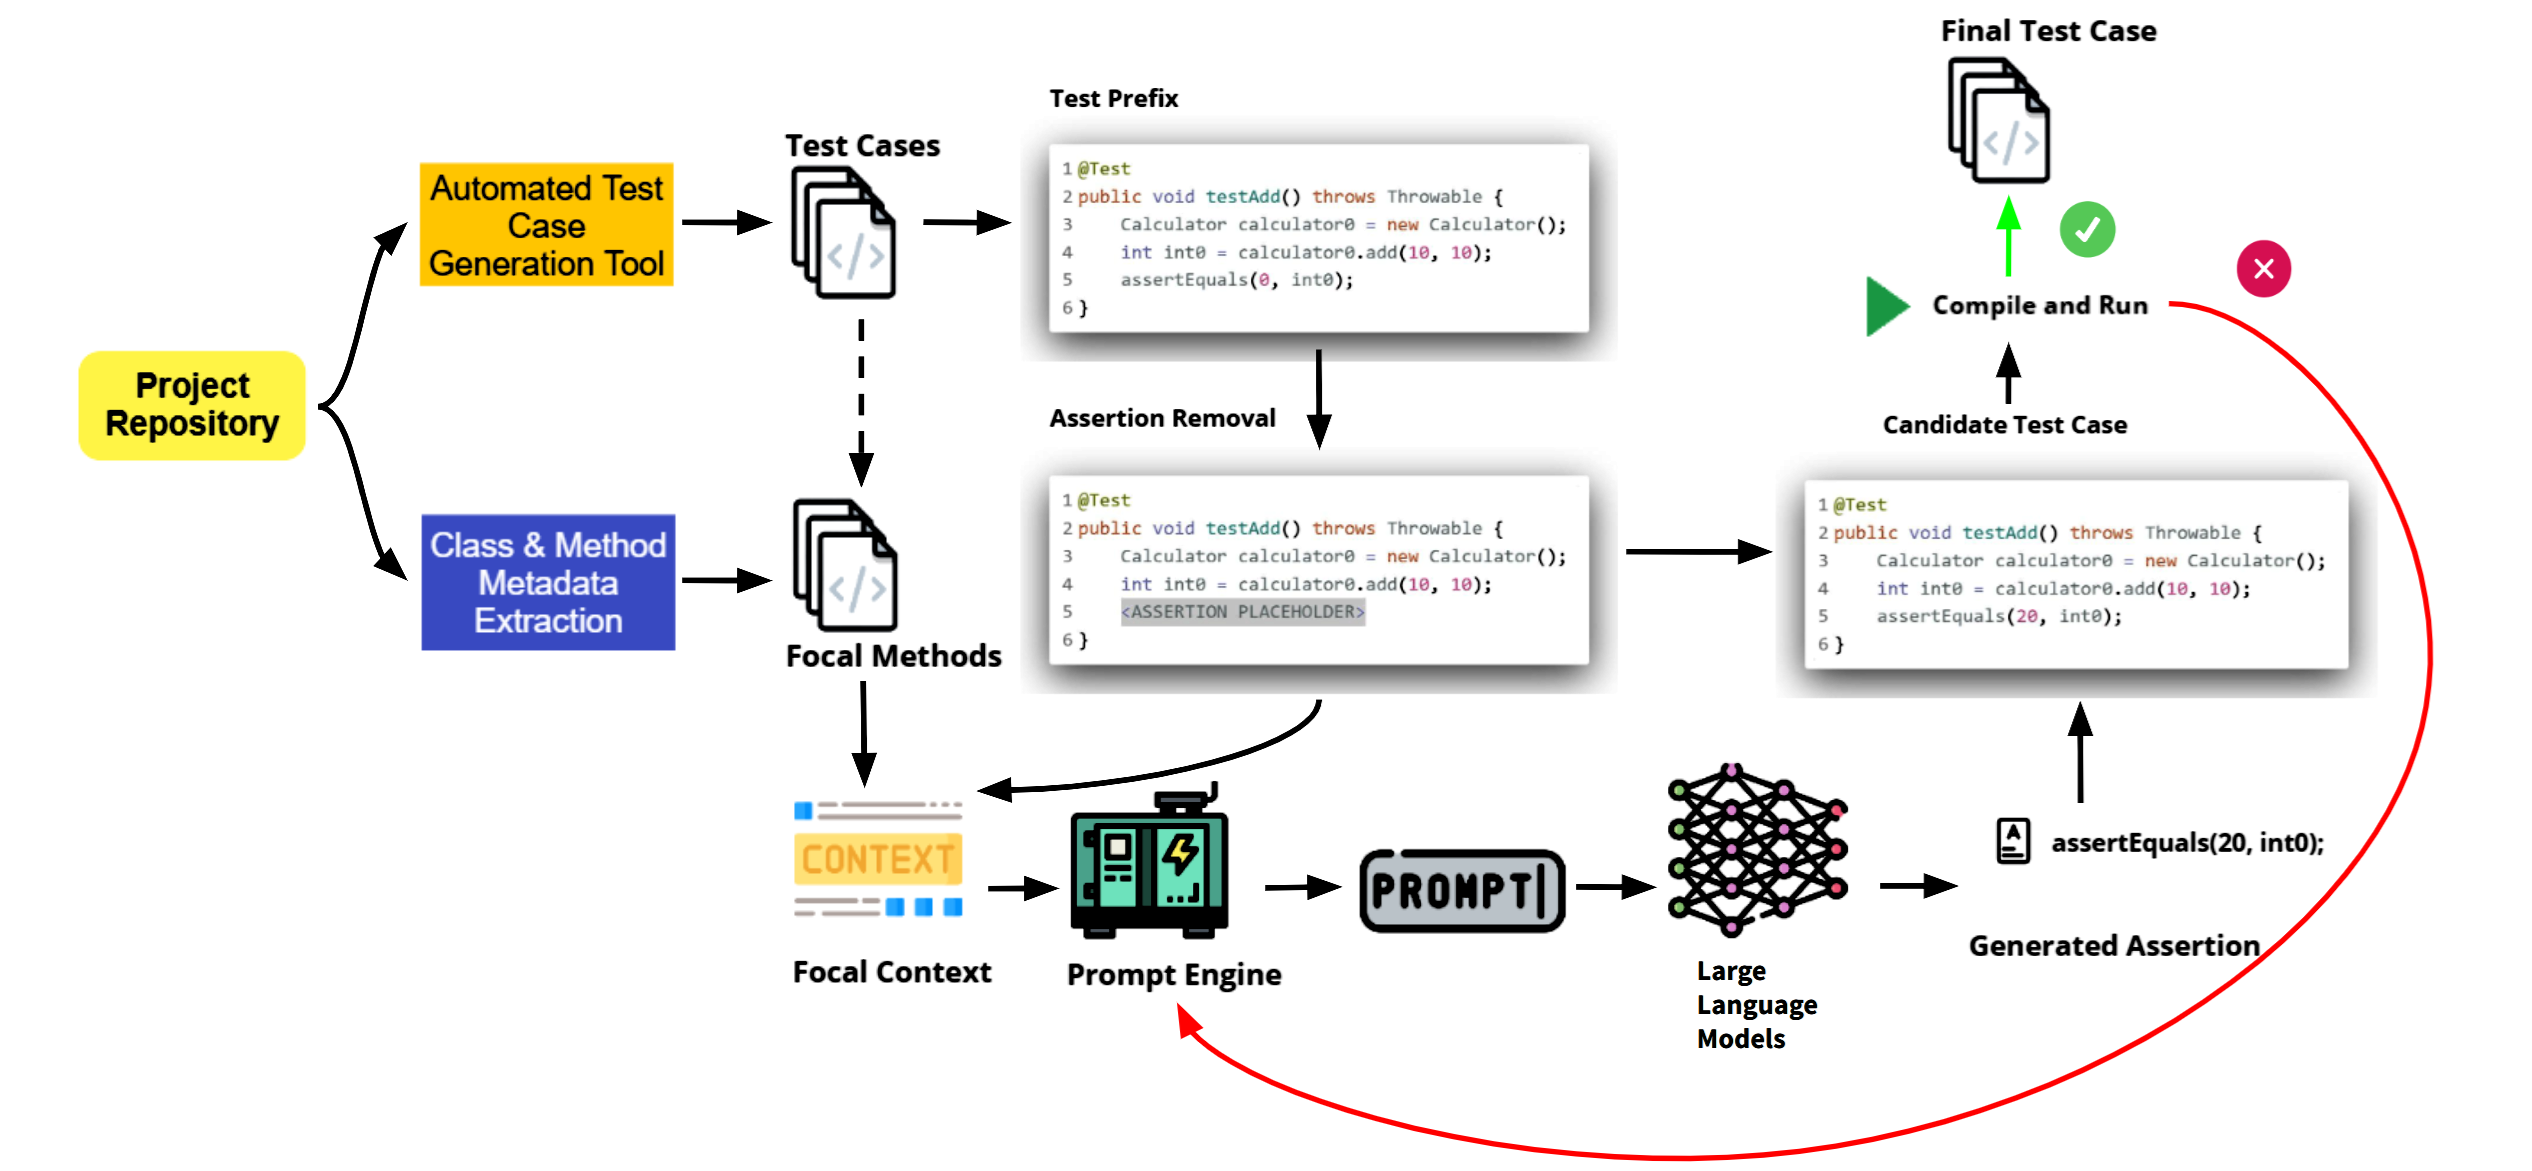 Project
Repository
Automated Test
Case
Generation Tool
Class & Method
Metadata
Extraction
Test Cases
Focal Methods
Test Prefix
1 @Test
2 public void testAdd() throws Throwable {
3 Calculator calculator0 = new Calculator();
4 int int0 = calculator0.add(10, 10);
5 assertEquals(0, int0);
6 }
Assertion Removal
1 @Test
2 public void testAdd() throws Throwable {
3 Calculator calculator0 = new Calculator();
4 int int0 = calculator0.add(10, 10);
5 <ASSERTION PLACEHOLDER>
6 }
CONTEXT
Focal Context
Prompt Engine
PROMPT
Large
Language
Models
A
assertEquals(20, int0);
Generated Assertion
1 @Test
2 public void testAdd() throws Throwable {
3 Calculator calculator0 = new Calculator();
4 int int0 = calculator0.add(10, 10);
5 assertEquals(20, int0);
6 }
Candidate Test Case
Compile and Run
Final Test Case